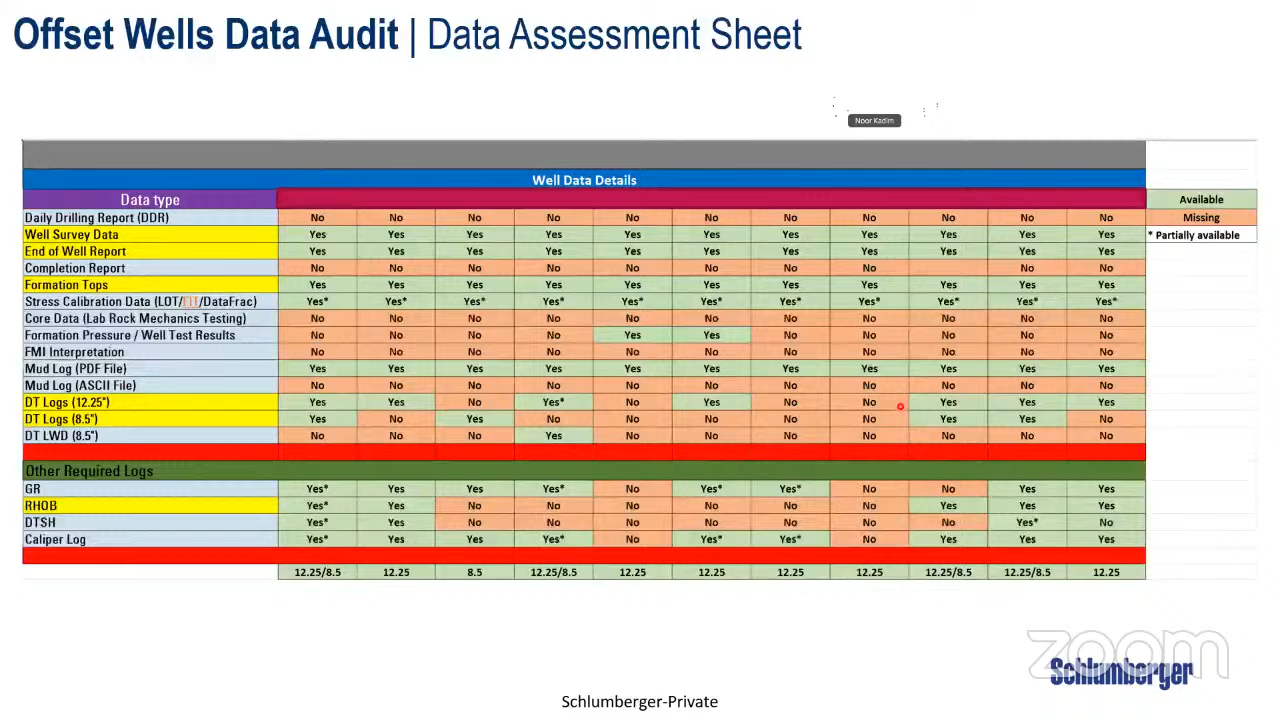 Offset Wells Data Audit | Data Assessment Sheet
Noor Kadim
Well Data Details
Data type Available
Daily Drilling Report (DDR) No No No No No No No No No No No Missing
Well Survey Data Yes Yes Yes Yes Yes Yes Yes Yes Yes Yes Yes * Partially available
End of Well Report Yes Yes Yes Yes Yes Yes Yes Yes Yes Yes Yes
Completion Report No No No No No No No No No No
Formation Tops Yes Yes Yes Yes Yes Yes Yes Yes Yes Yes Yes
Stress Calibration Data (LOT/FIT/DataFrac) Yes* Yes* Yes* Yes* Yes* Yes* Yes* Yes* Yes* Yes* Yes*
Core Data (Lab Rock Mechanics Testing) No No No No No No No No No No No
Formation Pressure / Well Test Results No No No No Yes Yes No No No No No
FMI Interpretation No No No No No No No No No No No
Mud Log (PDF File) Yes Yes Yes Yes Yes Yes Yes Yes Yes Yes Yes
Mud Log (ASCII File) No No No No No No No No No No No
DT Logs (12.25") Yes Yes No Yes* No Yes No No Yes Yes Yes
DT Logs (8.5") Yes No Yes No No No No No Yes Yes No
DT LWD (8.5") No No No Yes No No No No No No No
Other Required Logs
GR Yes* Yes Yes Yes* No Yes* Yes* No No Yes Yes
RHOB Yes* Yes No No No No No No Yes Yes Yes
DTSH Yes* Yes No No No No No No No Yes* No
Caliper Log Yes* Yes Yes Yes* No Yes* Yes* No Yes Yes Yes
12.25/8.5 12.25 8.5 12.25/8.5 12.25 12.25 12.25 12.25 12.25/8.5 12.25/8.5 12.25
zoom
Schlumberger
Schlumberger-Private